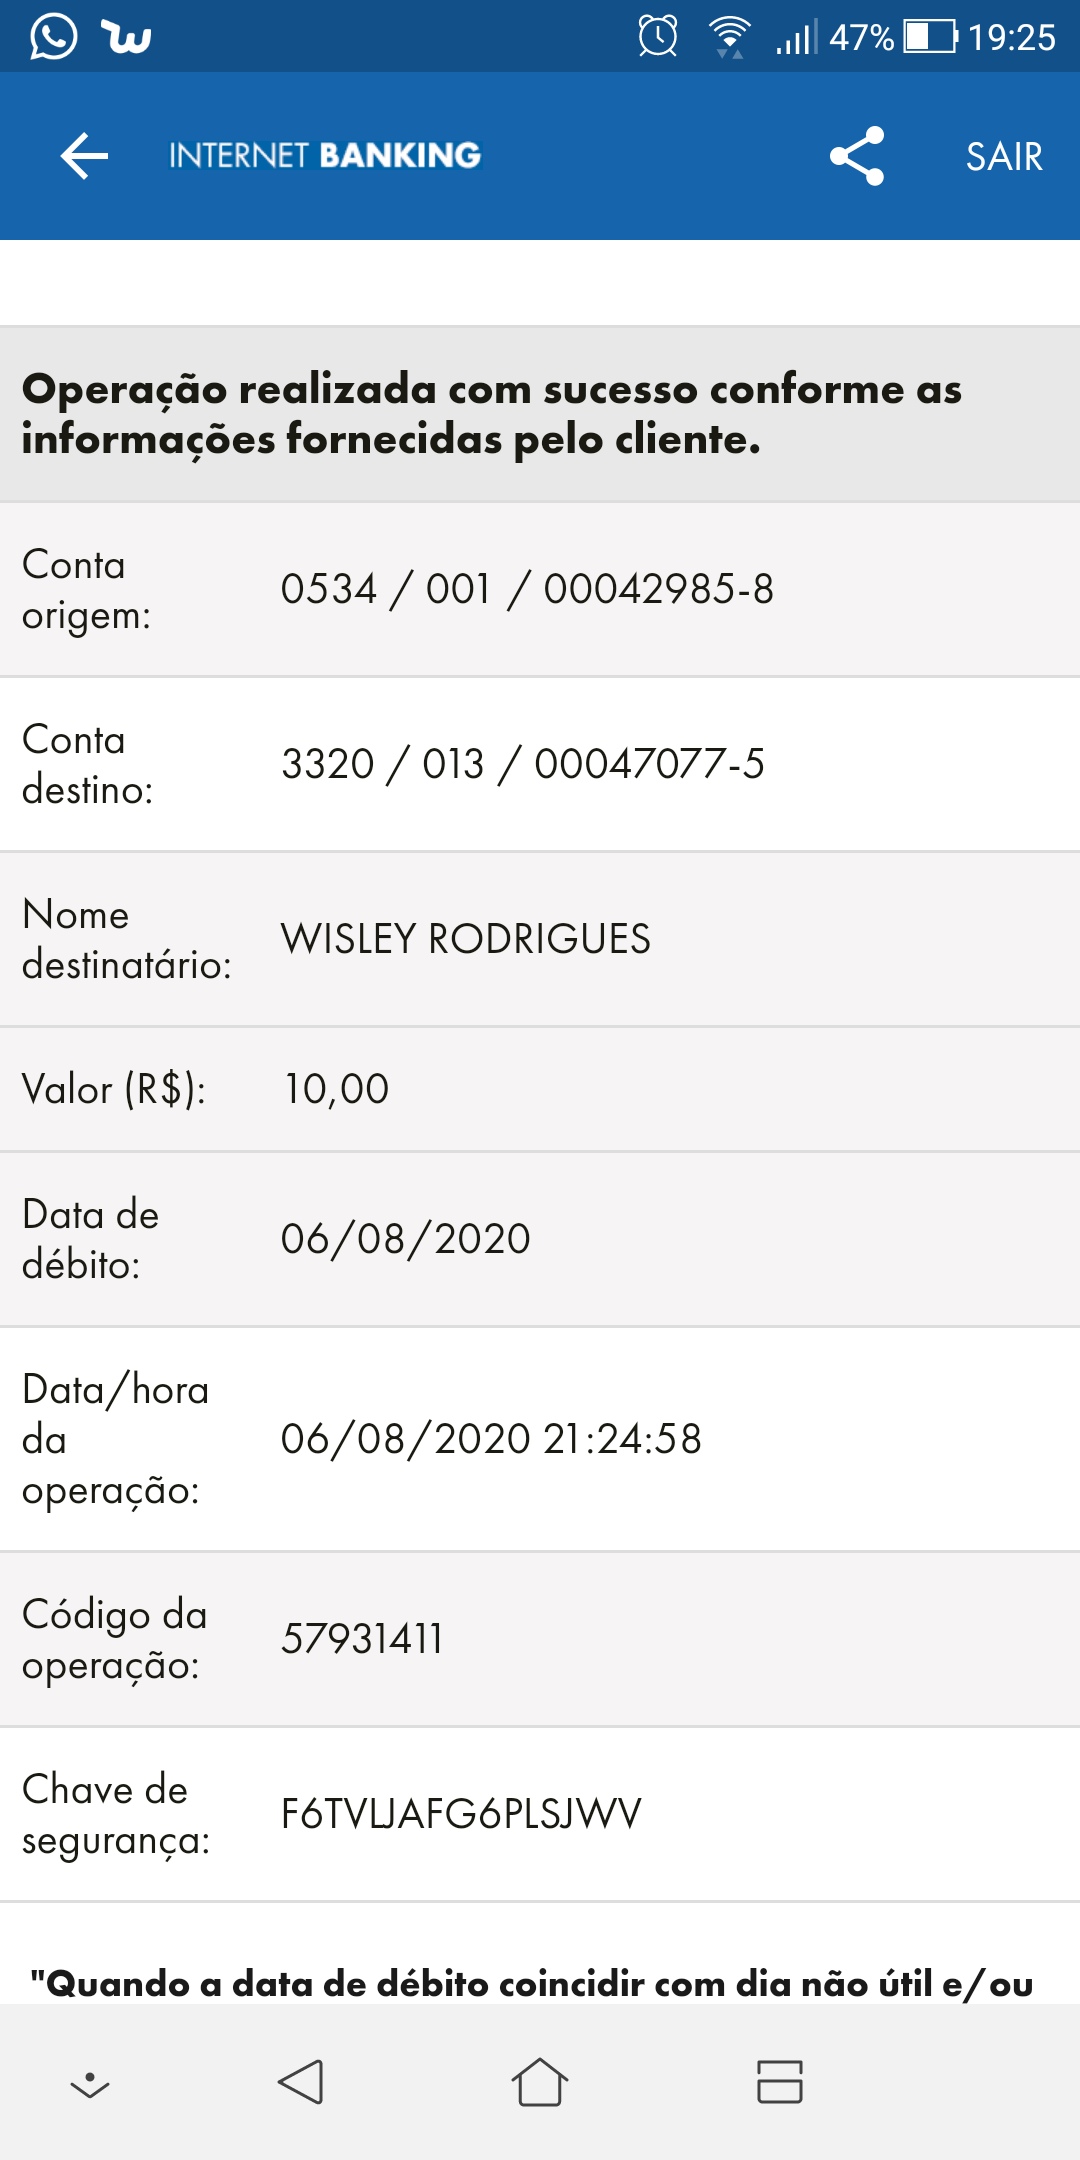 47% 19:25
INTERNET BANKING SAIR
Operação realizada com sucesso conforme as
informações fornecidas pelo cliente.
Conta
origem:
0534 / 001 / 00042985-8
Conta
destino:
3320 / 013 / 00047077-5
Nome
destinatário:
WISLEY RODRIGUES
Valor (R$): 10,00
Data de
débito:
06/08/2020
Data/hora
da
operação:
06/08/2020 21:24:58
Código da
operação:
57931411
Chave de
segurança:
F6TVLJAFG6PLSJWV
"Quando a data de débito coincidir com dia não útil e/ou